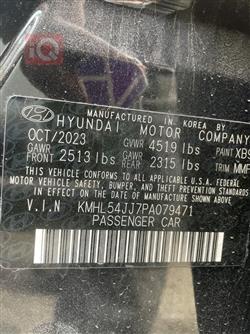 iQ
MANUFACTURED IN KOREA BY
HYUNDAI MOTOR COMPANY
OCT/2023 GVWR 4519 lbs PAINT XB9
GAWR FRONT 2513 lbs GAWR REAR 2315 lbs TRIM MMF
THIS VEHICLE CONFORMS TO ALL APPLICABLE U.S.A. FEDERAL
MOTOR VEHICLE SAFETY, BUMPER, AND THEFT PREVENTION
STANDARDS IN EFFECT ON THE DATE OF MANUFACTURE SHOWN ABOVE.
V.I.N KMHL54JJ7PA079471
PASSENGER CAR